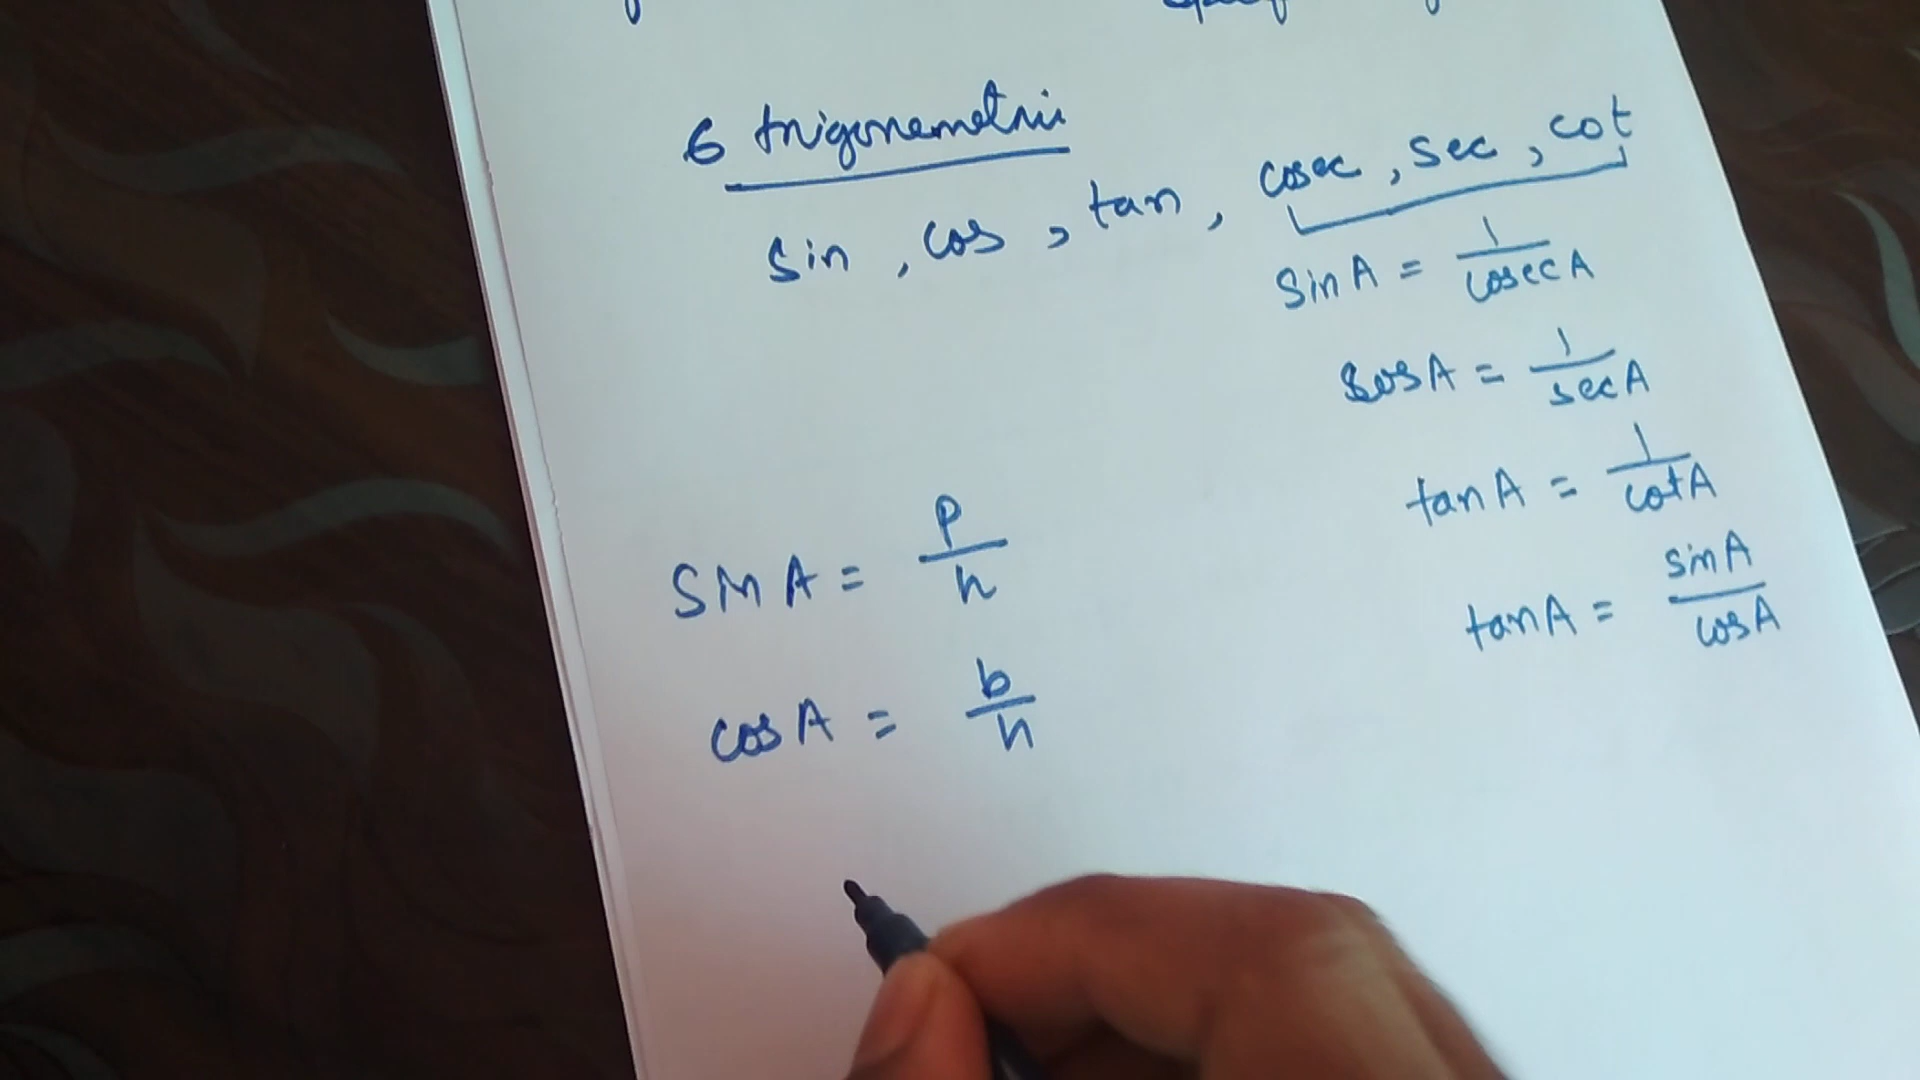 6 trigonometric
sin , cos , tan , cosec , sec , cot
sin A = 1/cosec A
cos A = 1/sec A
tan A = 1/cot A
tan A = sin A/cos A
sin A = p/h
cos A = b/h